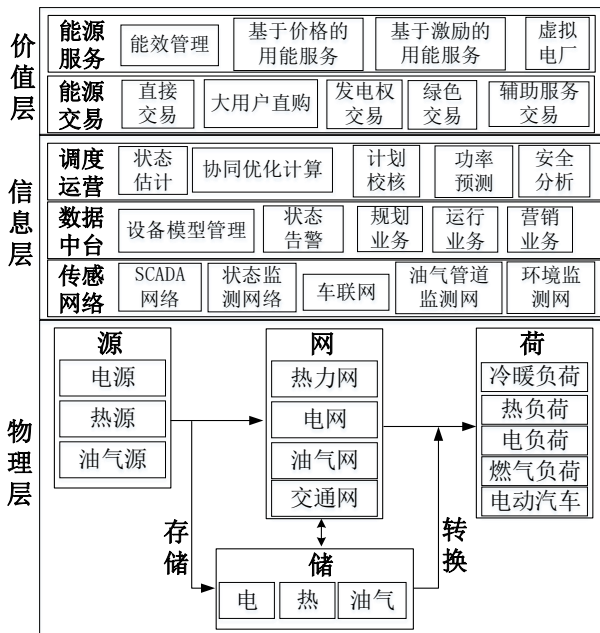 价值层
能源服务
能效管理
基于价格的用能服务
基于激励的用能服务
虚拟电厂
能源交易
直接交易
大用户直购
发电权交易
绿色交易
辅助服务交易
信息层
调度运营
状态估计
协同优化计算
计划校核
功率预测
安全分析
数据中台
设备模型管理
状态告警
规划业务
运行业务
营销业务
传感网络
SCADA网络
状态监测网络
车联网
油气管道监测网
环境监测网
物理层
源
电源
热源
油气源
网
热力网
电网
油气网
交通网
荷
冷暖负荷
热负荷
电负荷
燃气负荷
电动汽车
存储
转换
储
电
热
油气